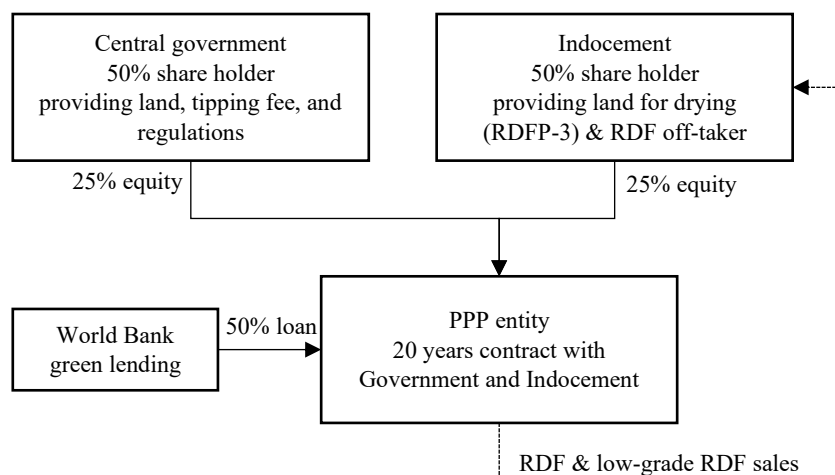 Central government
50% share holder
providing land, tipping fee, and
regulations
Indocement
50% share holder
providing land for drying
(RDFP-3) & RDF off-taker
25% equity
25% equity
World Bank
green lending
50% loan
PPP entity
20 years contract with
Government and Indocement
RDF & low-grade RDF sales